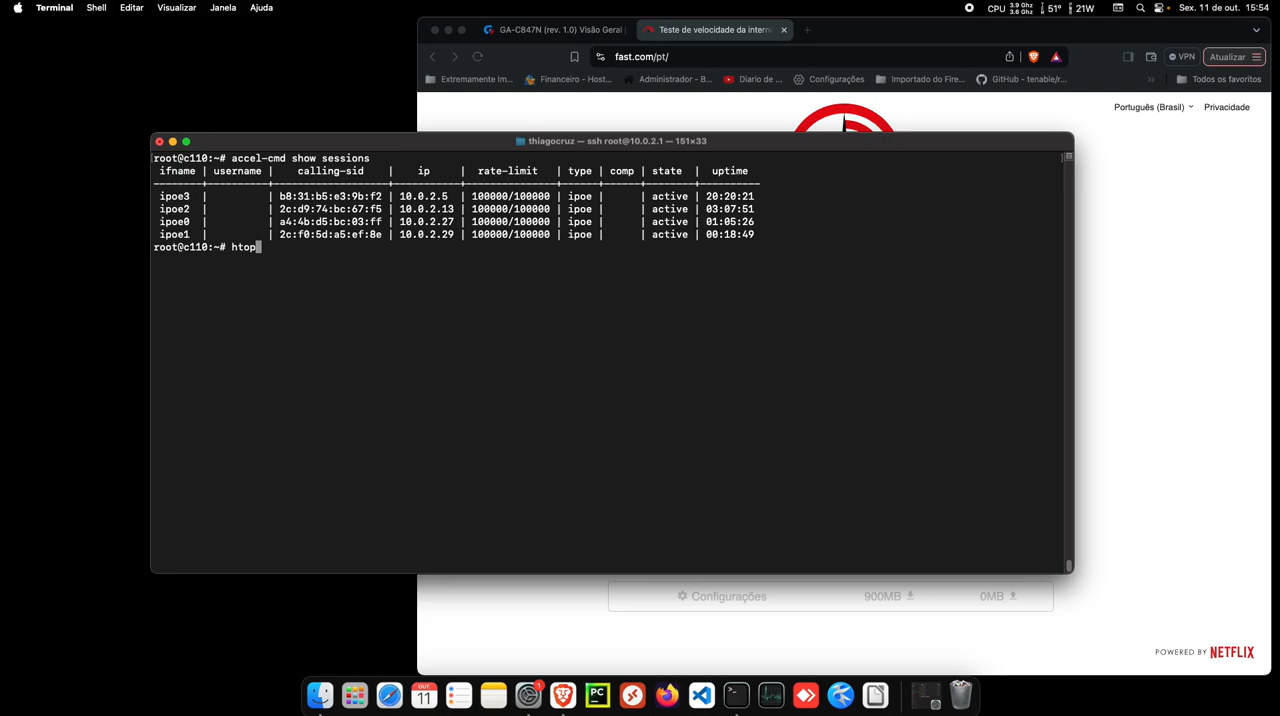 Terminal Shell Editar Visualizar Janela Ajuda
CPU 3.9 Ghz 3.6 Ghz 51° 21W Sex. 11 de out. 15:54
GA-C847N (rev. 1.0) Visão Geral
Teste de velocidade da intern
fast.com/pt/
VPN
Atualizar
Extremamente Im...
Financeiro - Host...
Administrador - B...
Diario de ...
Configurações
Importado do Fire...
GitHub - tenable/r...
Todos os favoritos
Português (Brasil) Privacidade
thiagocruz — ssh root@10.0.2.1 — 151×33
root@c110:~# accel-cmd show sessions
ifname | username | calling-sid | ip | rate-limit | type | comp | state | uptime
--------+----------+-------------------+-----------+---------------+------+------+--------+----------
ipoe3 | | b8:31:b5:e3:9b:f2 | 10.0.2.5 | 100000/100000 | ipoe | | active | 20:20:21
ipoe2 | | 2c:d9:74:bc:67:f5 | 10.0.2.13 | 100000/100000 | ipoe | | active | 03:07:51
ipoe0 | | a4:4b:d5:bc:03:ff | 10.0.2.27 | 100000/100000 | ipoe | | active | 01:05:26
ipoe1 | | 2c:f0:5d:a5:ef:8e | 10.0.2.29 | 100000/100000 | ipoe | | active | 00:18:49
root@c110:~# htop
Configurações 900MB 0MB
POWERED BY NETFLIX
OUT.
11
1
PC